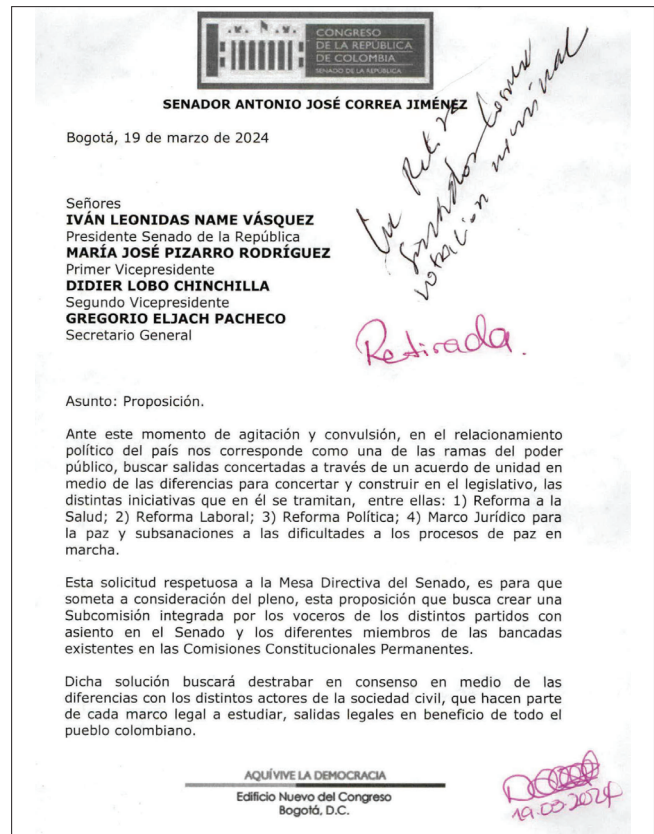 CONGRESO
DE LA REPÚBLICA
DE COLOMBIA
SENADO DE LA REPÚBLICA
SENADOR ANTONIO JOSÉ CORREA JIMÉNEZ
Bogotá, 19 de marzo de 2024
Señores
IVÁN LEONIDAS NAME VÁSQUEZ
Presidente Senado de la República
MARÍA JOSÉ PIZARRO RODRÍGUEZ
Primer Vicepresidente
DIDIER LOBO CHINCHILLA
Segundo Vicepresidente
GREGORIO ELJACH PACHECO
Secretario General
Senador Correa
votación nominal
Retirada.
Asunto: Proposición.
Ante este momento de agitación y convulsión, en el relacionamiento
político del país nos corresponde como una de las ramas del poder
público, buscar salidas concertadas a través de un acuerdo de unidad en
medio de las diferencias para concertar y construir en el legislativo, las
distintas iniciativas que en él se tramitan, entre ellas: 1) Reforma a la
Salud; 2) Reforma Laboral; 3) Reforma Política; 4) Marco Jurídico para
la paz y subsanaciones a las dificultades a los procesos de paz en
marcha.
Esta solicitud respetuosa a la Mesa Directiva del Senado, es para que
someta a consideración del pleno, esta proposición que busca crear una
Subcomisión integrada por los voceros de los distintos partidos con
asiento en el Senado y los diferentes miembros de las bancadas
existentes en las Comisiones Constitucionales Permanentes.
Dicha solución buscará destrabar en consenso en medio de las
diferencias con los distintos actores de la sociedad civil, que hacen parte
de cada marco legal a estudiar, salidas legales en beneficio de todo el
pueblo colombiano.
AQUÍ VIVE LA DEMOCRACIA
Edificio Nuevo del Congreso
Bogotá, D.C.
19.03.2024